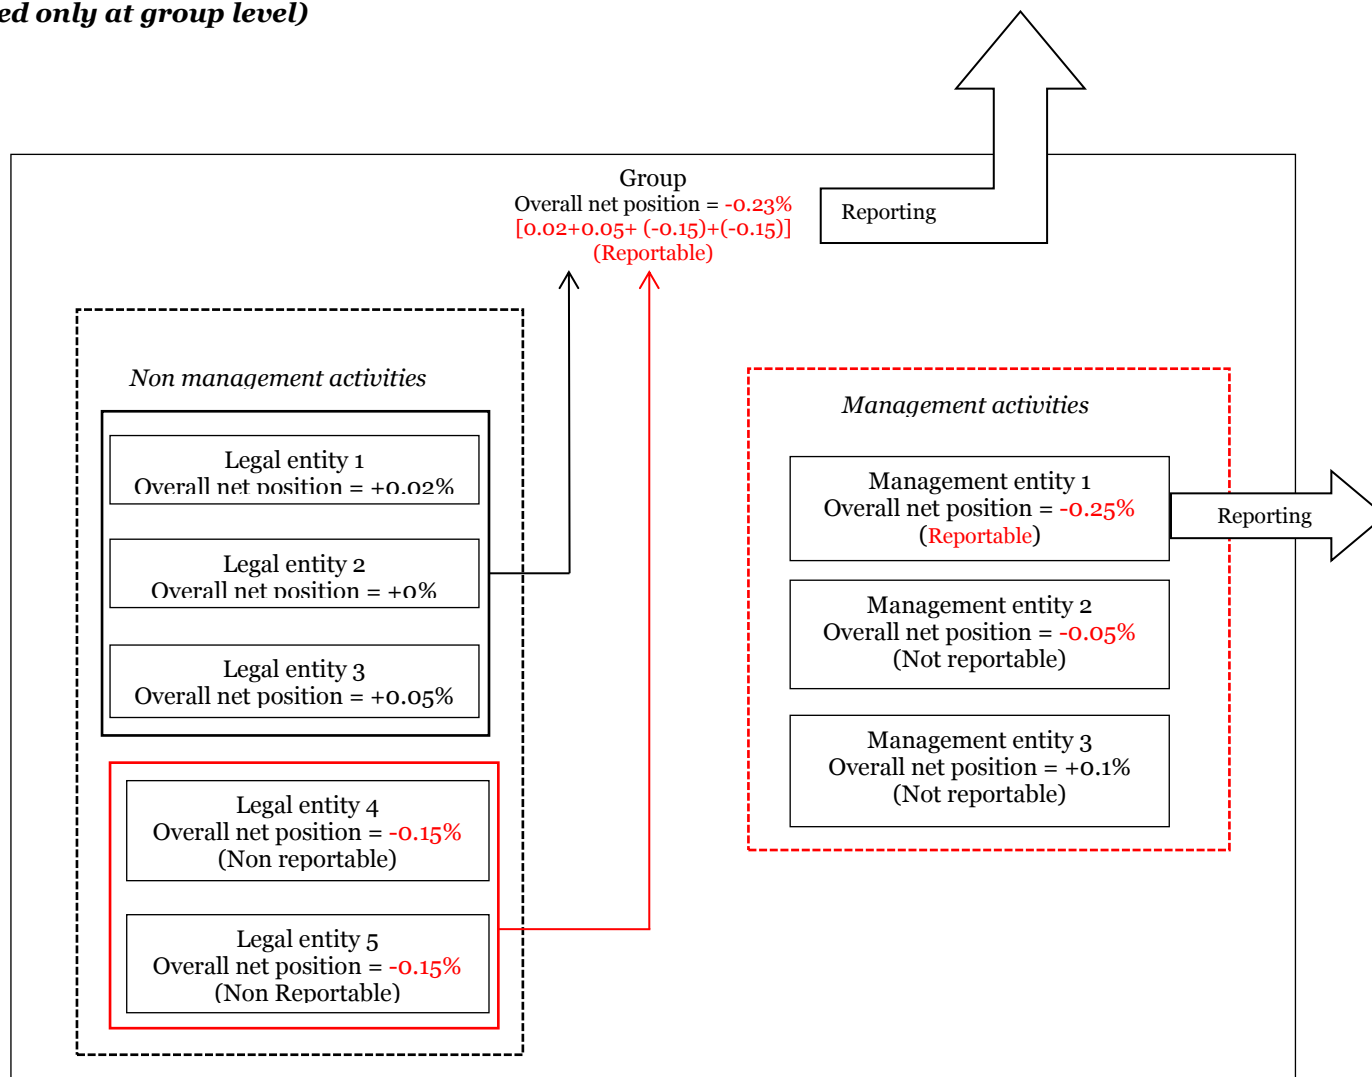 ed only at group level)
Group
Overall net position = -0.23%
[0.02+0.05+ (-0.15)+(-0.15)]
(Reportable)
Reporting
Non management activities
Legal entity 1
Overall net position = +0.02%
Legal entity 2
Overall net position = +0%
Legal entity 3
Overall net position = +0.05%
Legal entity 4
Overall net position = -0.15%
(Non reportable)
Legal entity 5
Overall net position = -0.15%
(Non Reportable)
Management activities
Management entity 1
Overall net position = -0.25%
(Reportable)
Reporting
Management entity 2
Overall net position = -0.05%
(Not reportable)
Management entity 3
Overall net position = +0.1%
(Not reportable)